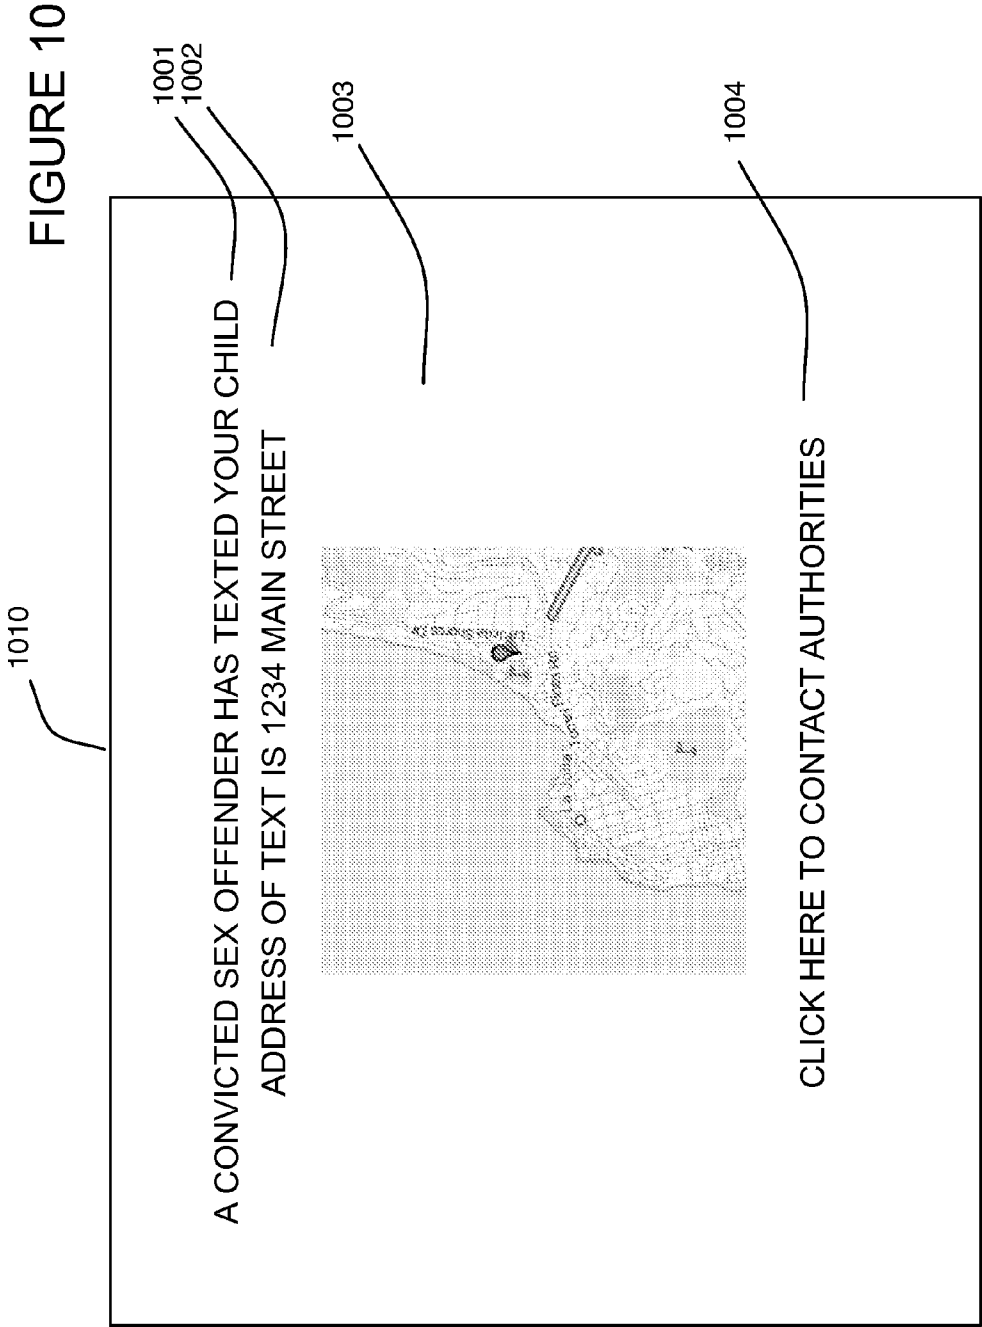 FIGURE 10
1010
1001
1002
1003
1004
A CONVICTED SEX OFFENDER HAS TEXTED YOUR CHILD
ADDRESS OF TEXT IS 1234 MAIN STREET
CLICK HERE TO CONTACT AUTHORITIES